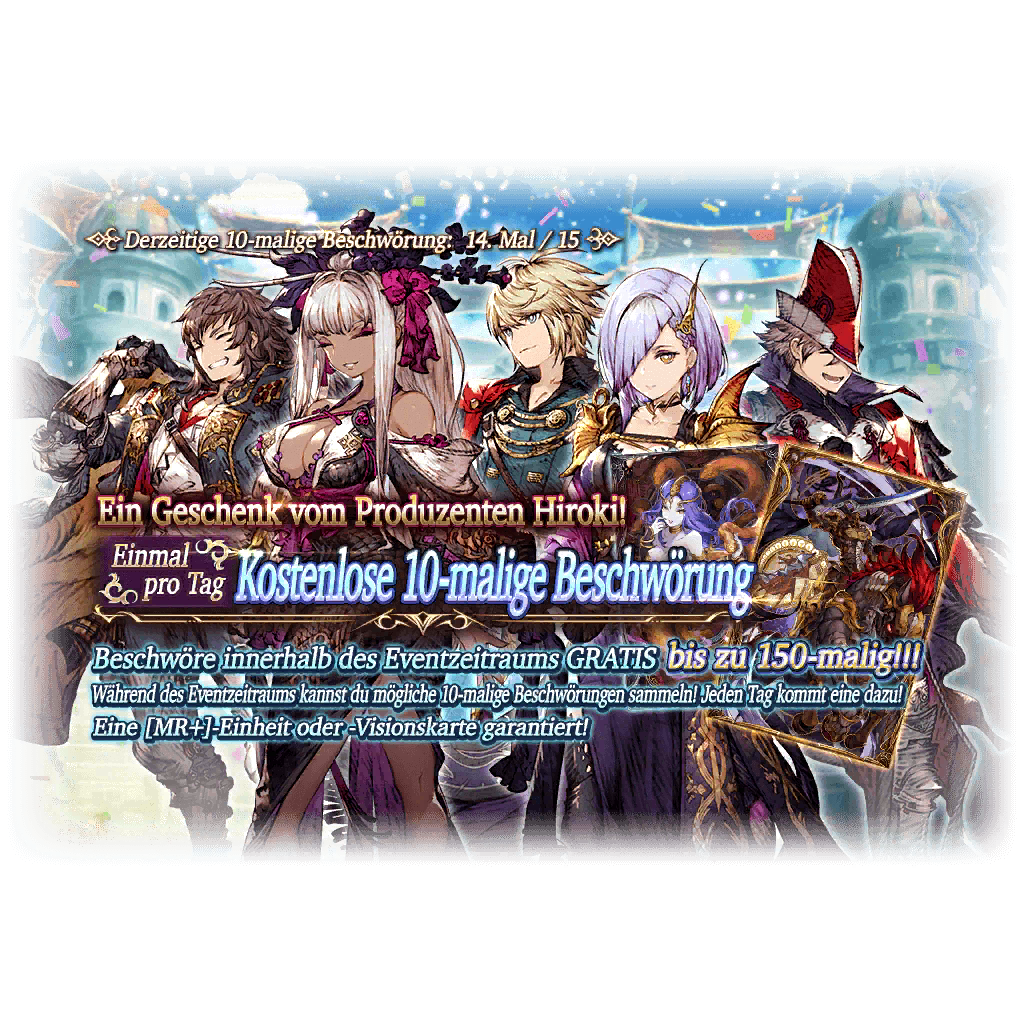 Derzeitige 10-malige Beschwörung: 14. Mal / 15
Ein Geschenk vom Produzenten Hiroki!
Einmal
pro Tag
Kostenlose 10-malige Beschwörung
Beschwöre innerhalb des Eventzeitraums GRATIS bis zu 150-malig!!!
Während des Eventzeitraums kannst du mögliche 10-malige Beschwörungen sammeln! Jeden Tag kommt eine dazu!
Eine [MR+]-Einheit oder -Visionskarte garantiert!